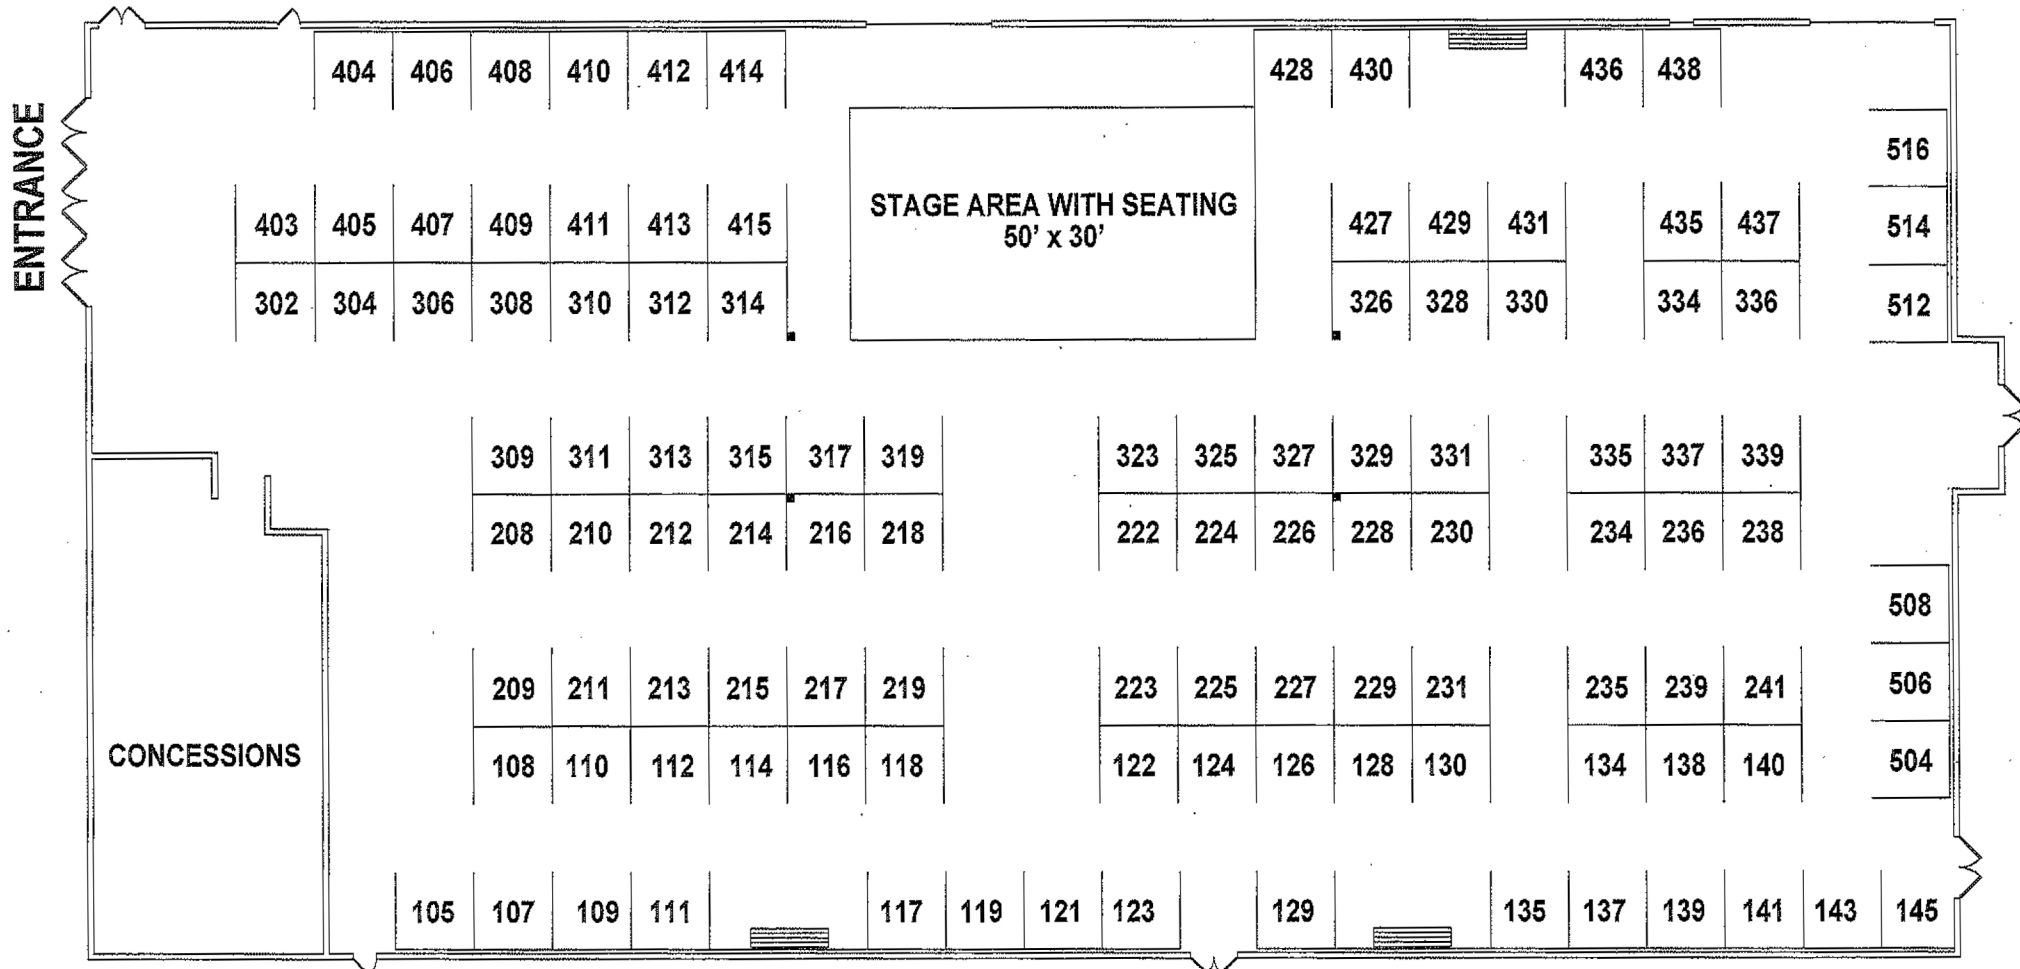 ENTRANCE
404 406 408 410 412 414 428 430 436 438
516
STAGE AREA WITH SEATING
50' x 30'
403 405 407 409 411 413 415 427 429 431 435 437 514
302 304 306 308 310 312 314 326 328 330 334 336 512
309 311 313 315 317 319 323 325 327 329 331 335 337 339
208 210 212 214 216 218 222 224 226 228 230 234 236 238
508
209 211 213 215 217 219 223 225 227 229 231 235 239 241 506
CONCESSIONS
108 110 112 114 116 118 122 124 126 128 130 134 138 140 504
105 107 109 111 117 119 121 123 129 135 137 139 141 143 145